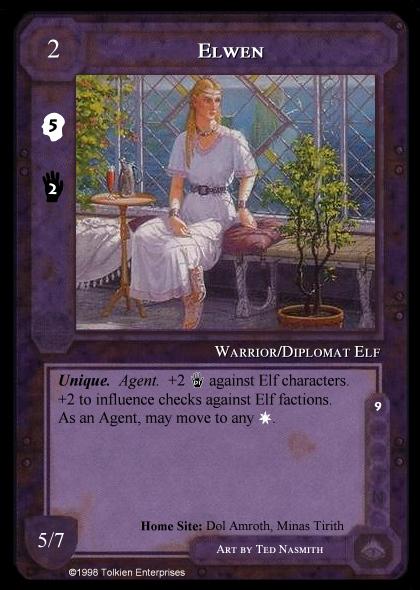 2
ELWEN
5
2
WARRIOR/DIPLOMAT ELF
Unique. Agent. +2 against Elf characters.
+2 to influence checks against Elf factions.
As an Agent, may move to any .
9
Home Site: Dol Amroth, Minas Tirith
5/7
ART BY TED NASMITH
©1998 Tolkien Enterprises